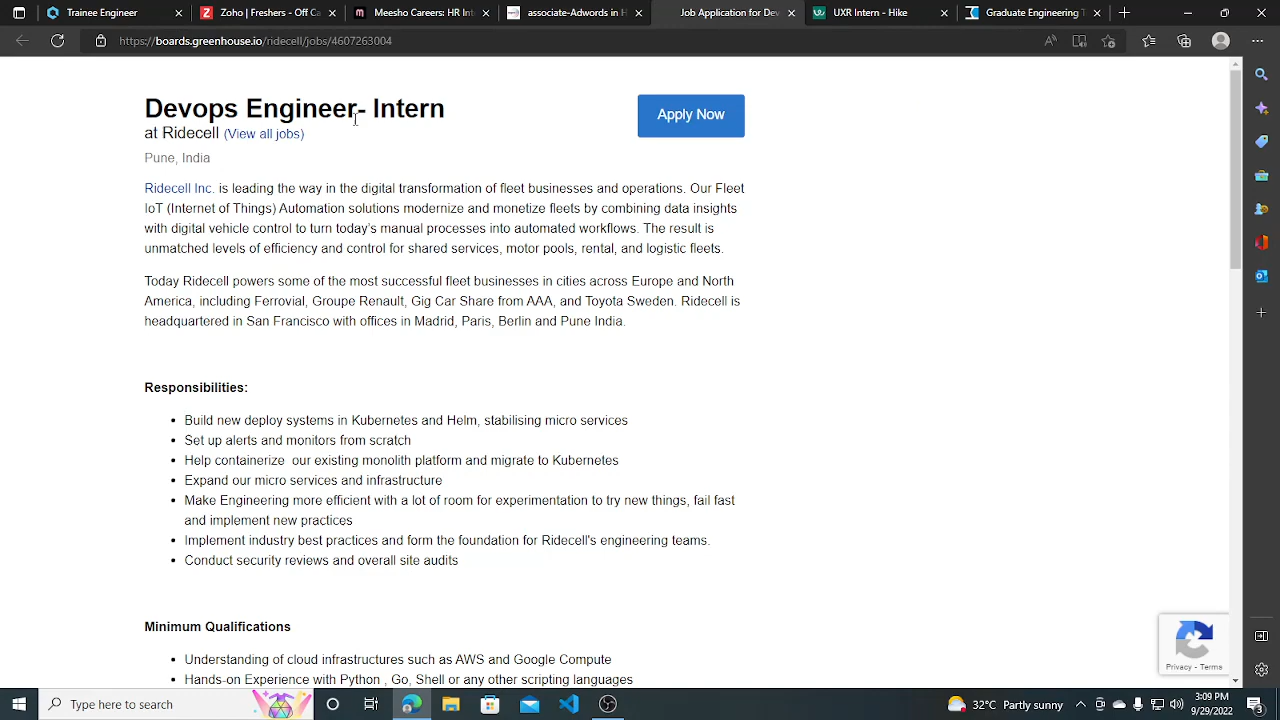 Trainee Engineer
Zoho | Freshers - Off Ca
Meesho Careers: HR Int
associate-Adwords in H
Job Application for Dev
UXR Intern - Hike
Graduate Engineering T
https://boards.greenhouse.io/ridecell/jobs/4607263004
Devops Engineer- Intern
Apply Now
at Ridecell (View all jobs)
Pune, India
Ridecell Inc. is leading the way in the digital transformation of fleet businesses and operations. Our Fleet
IoT (Internet of Things) Automation solutions modernize and monetize fleets by combining data insights
with digital vehicle control to turn today's manual processes into automated workflows. The result is
unmatched levels of efficiency and control for shared services, motor pools, rental, and logistic fleets.
Today Ridecell powers some of the most successful fleet businesses in cities across Europe and North
America, including Ferrovial, Groupe Renault, Gig Car Share from AAA, and Toyota Sweden. Ridecell is
headquartered in San Francisco with offices in Madrid, Paris, Berlin and Pune India.
Responsibilities:
• Build new deploy systems in Kubernetes and Helm, stabilising micro services
• Set up alerts and monitors from scratch
• Help containerize our existing monolith platform and migrate to Kubernetes
• Expand our micro services and infrastructure
• Make Engineering more efficient with a lot of room for experimentation to try new things, fail fast
and implement new practices
• Implement industry best practices and form the foundation for Ridecell's engineering teams.
• Conduct security reviews and overall site audits
Minimum Qualifications
• Understanding of cloud infrastructures such as AWS and Google Compute
• Hands-on Experience with Python , Go, Shell or any other scripting languages
Privacy - Terms
Type here to search
32°C Partly sunny
3:09 PM
9/29/2022